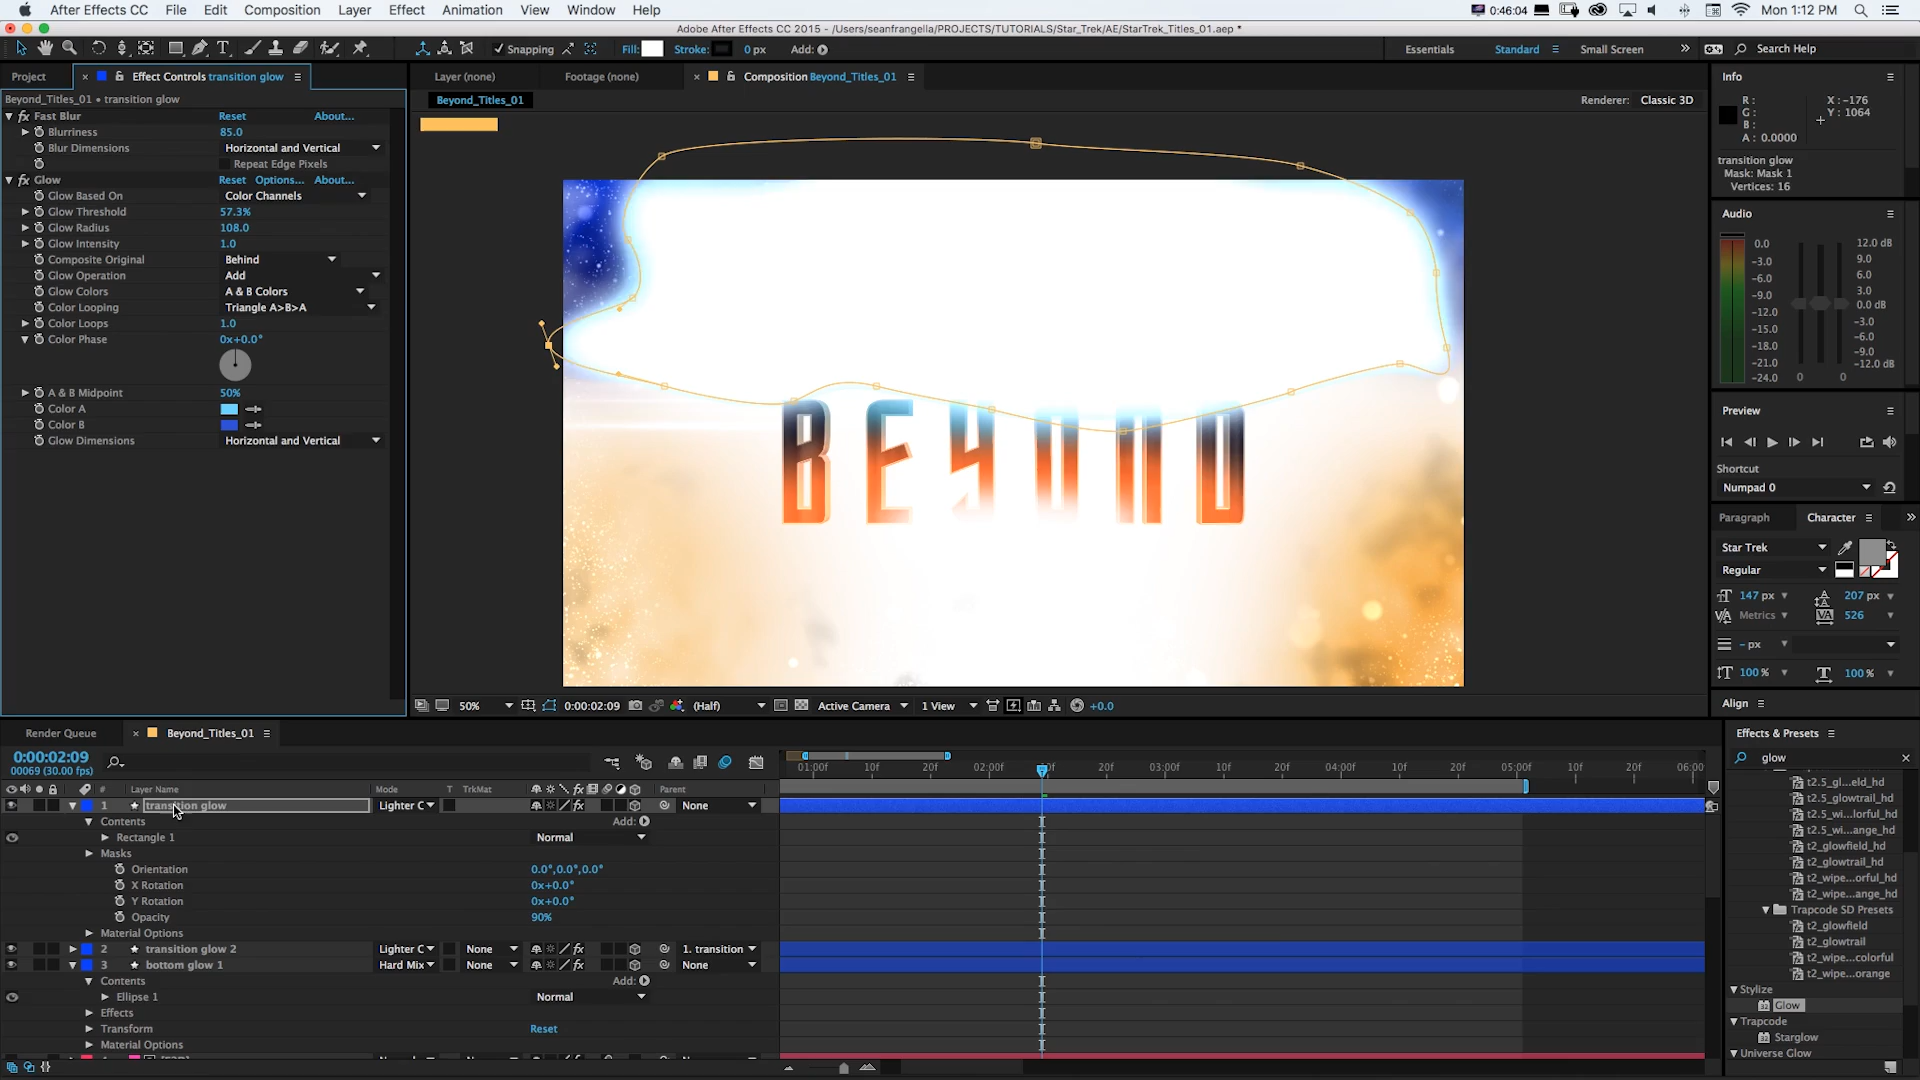 After Effects CC File Edit Composition Layer Effect Animation View Window Help 0:46:04 Mon 1:12 PM
Adobe After Effects CC 2015 - /Users/seanfrangella/PROJECTS/TUTORIALS/Star_Trek/AE/StarTrek_Titles_01.aep *
Snapping Fill: Stroke: 0 px Add: Essentials Standard Small Screen Search Help
Project Effect Controls transition glow Layer (none) Footage (none) Composition Beyond_Titles_01 Info
Beyond_Titles_01 • transition glow
Beyond_Titles_01 Renderer: Classic 3D
R: X: -176
G: Y: 1064
B:
A: 0.0000
transition glow
Mask: Mask 1
Vertices: 16
fx Fast Blur Reset About...
Blurriness 85.0
Blur Dimensions Horizontal and Vertical
Repeat Edge Pixels
fx Glow Reset Options... About...
Glow Based On Color Channels
Glow Threshold 57.3%
Glow Radius 108.0
Glow Intensity 1.0
Composite Original Behind
Glow Operation Add
Glow Colors A & B Colors
Color Looping Triangle A>B>A
Color Loops 1.0
Color Phase 0x+0.0°
A & B Midpoint 50%
Color A
Color B
Glow Dimensions Horizontal and Vertical
BEYOND
Audio
0.0 12.0 dB
-3.0 9.0
-6.0 6.0
-9.0 3.0
-12.0 0.0 dB
-15.0 -3.0
-18.0 -6.0
-21.0 -9.0
-24.0 0 0 -12.0 dB
Preview
Shortcut
Numpad 0
Paragraph Character
Star Trek
Regular
147 px 207 px
Metrics 526
- px
100% 100%
Align
50% 0:00:02:09 (Half) Active Camera 1 View +0.0
Render Queue Beyond_Titles_01
0:00:02:09
00069 (30.00 fps)
01:00f 10f 20f 02:00f 20f 03:00f 10f 20f 04:00f 10f 20f 05:00f 10f 20f 06:00
# Layer Name Mode T TrkMat fx Parent
1 transition glow Lighter C fx None
Contents Add:
Rectangle 1 Normal
Masks
Orientation 0.0°,0.0°,0.0°
X Rotation 0x+0.0°
Y Rotation 0x+0.0°
Opacity 90%
Material Options
2 transition glow 2 Lighter C None fx 1. transition
3 bottom glow 1 Hard Mix None fx None
Contents Add:
Ellipse 1 Normal
Effects
Transform Reset
Material Options
Effects & Presets
glow
t2.5_gl...eld_hd
t2.5_glowtrail_hd
t2.5_wi...lorful_hd
t2.5_wi...ange_hd
t2_glowfield_hd
t2_glowtrail_hd
t2_wipe...orful_hd
t2_wipe...ange_hd
Trapcode SD Presets
t2_glowfield
t2_glowtrail
t2_wipe...colorful
t2_wipe...orange
Stylize
Glow
Trapcode
Starglow
Universe Glow